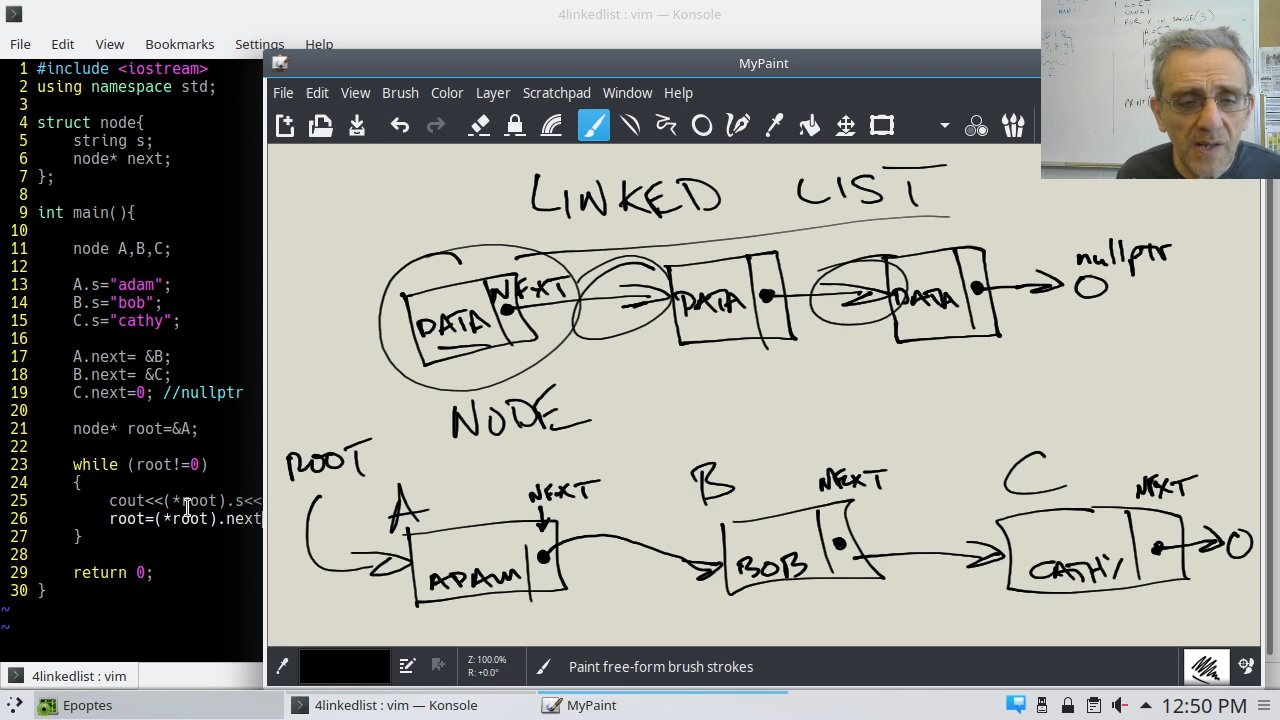 4linkedlist : vim — Konsole
File Edit View Bookmarks Settings Help
1 #include <iostream>
2 using namespace std;
3
4 struct node{
5 string s;
6 node* next;
7 };
8
9 int main(){
10
11 node A,B,C;
12
13 A.s="adam";
14 B.s="bob";
15 C.s="cathy";
16
17 A.next= &B;
18 B.next= &C;
19 C.next=0; //nullptr
20
21 node* root=&A;
22
23 while (root!=0)
24 {
25 cout<<(*root).s<<
26 root=(*root).next
27 }
28
29 return 0;
30 }
~
~
4linkedlist : vim
MyPaint
File Edit View Brush Color Layer Scratchpad Window Help
LINKED LIST
nullptr
NEXT
DATA DATA DATA
NODE
ROOT
A B C
NEXT NEXT NEXT
ADAM BOB CATHY
Z: 100.0%
R: +0.0°
Paint free-form brush strokes
Epoptes 4linkedlist : vim — Konsole MyPaint 12:50 PM